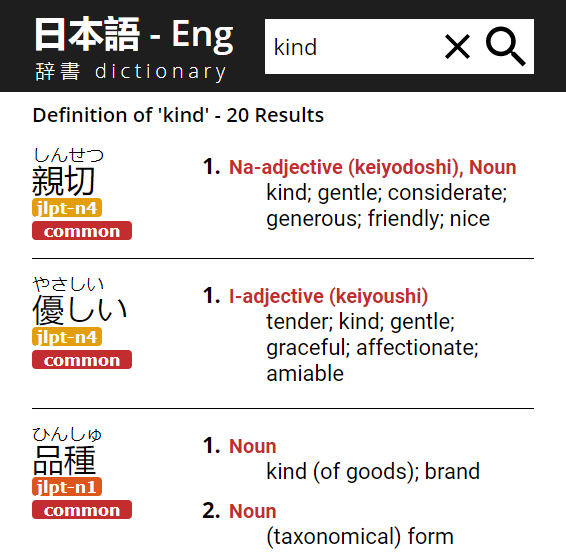 日本語 - Eng
辞書 dictionary
kind
Definition of 'kind' - 20 Results
しんせつ
親切
jlpt-n4
common
1. Na-adjective (keiyodoshi), Noun
kind; gentle; considerate;
generous; friendly; nice
やさしい
優しい
jlpt-n4
common
1. I-adjective (keiyoushi)
tender; kind; gentle;
graceful; affectionate;
amiable
ひんしゅ
品種
jlpt-n1
common
1. Noun
kind (of goods); brand
2. Noun
(taxonomical) form